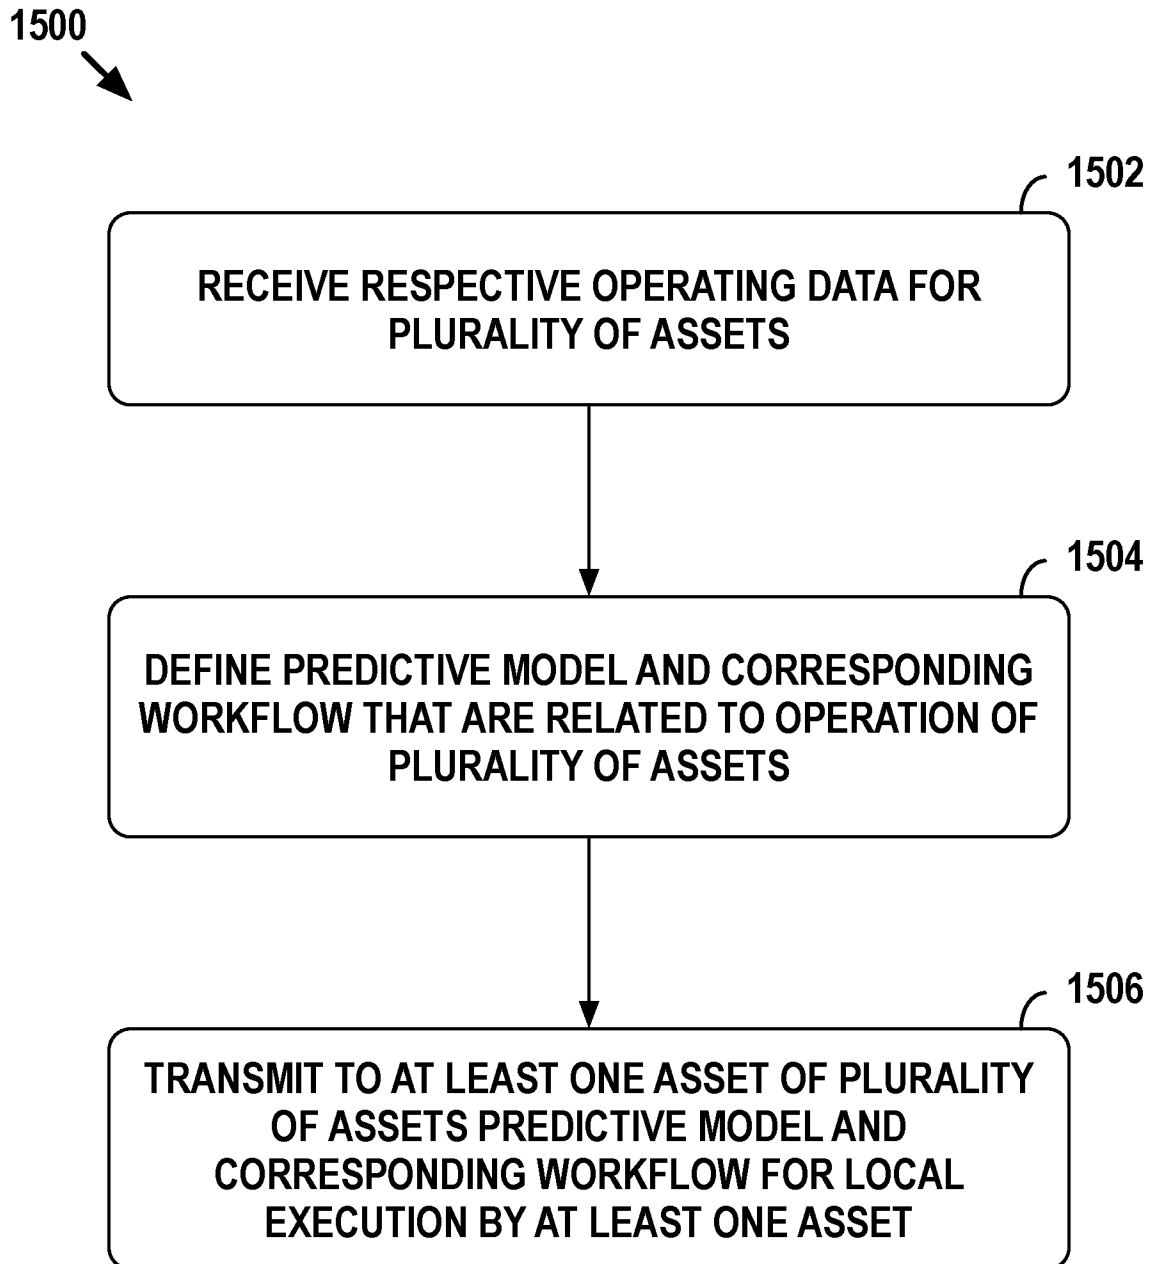 1500
1502
RECEIVE RESPECTIVE OPERATING DATA FOR
PLURALITY OF ASSETS
1504
DEFINE PREDICTIVE MODEL AND CORRESPONDING
WORKFLOW THAT ARE RELATED TO OPERATION OF
PLURALITY OF ASSETS
1506
TRANSMIT TO AT LEAST ONE ASSET OF PLURALITY
OF ASSETS PREDICTIVE MODEL AND
CORRESPONDING WORKFLOW FOR LOCAL
EXECUTION BY AT LEAST ONE ASSET